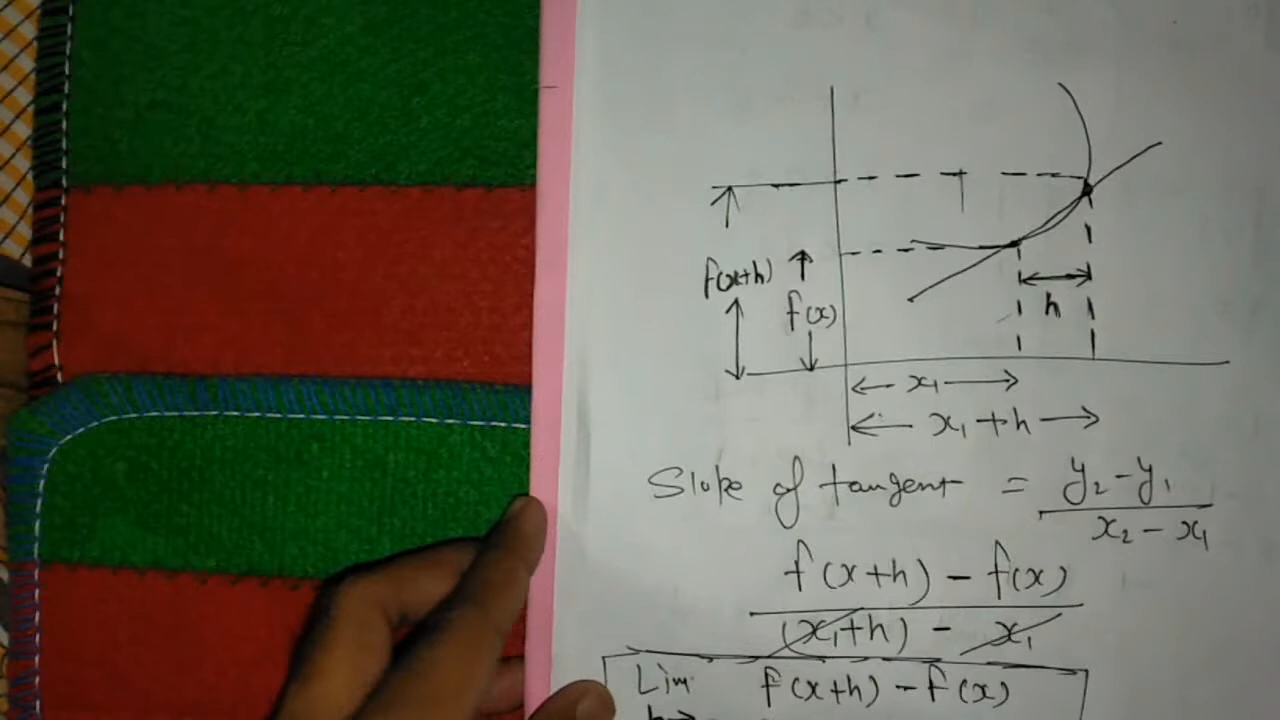 f(x+h)
f(x)
h
x₁
x₁+h
Slope of tangent = y₂-y₁
x₂-x₁
f(x+h)-f(x)
(x₁+h)-x₁
Lim f(x+h)-f(x)